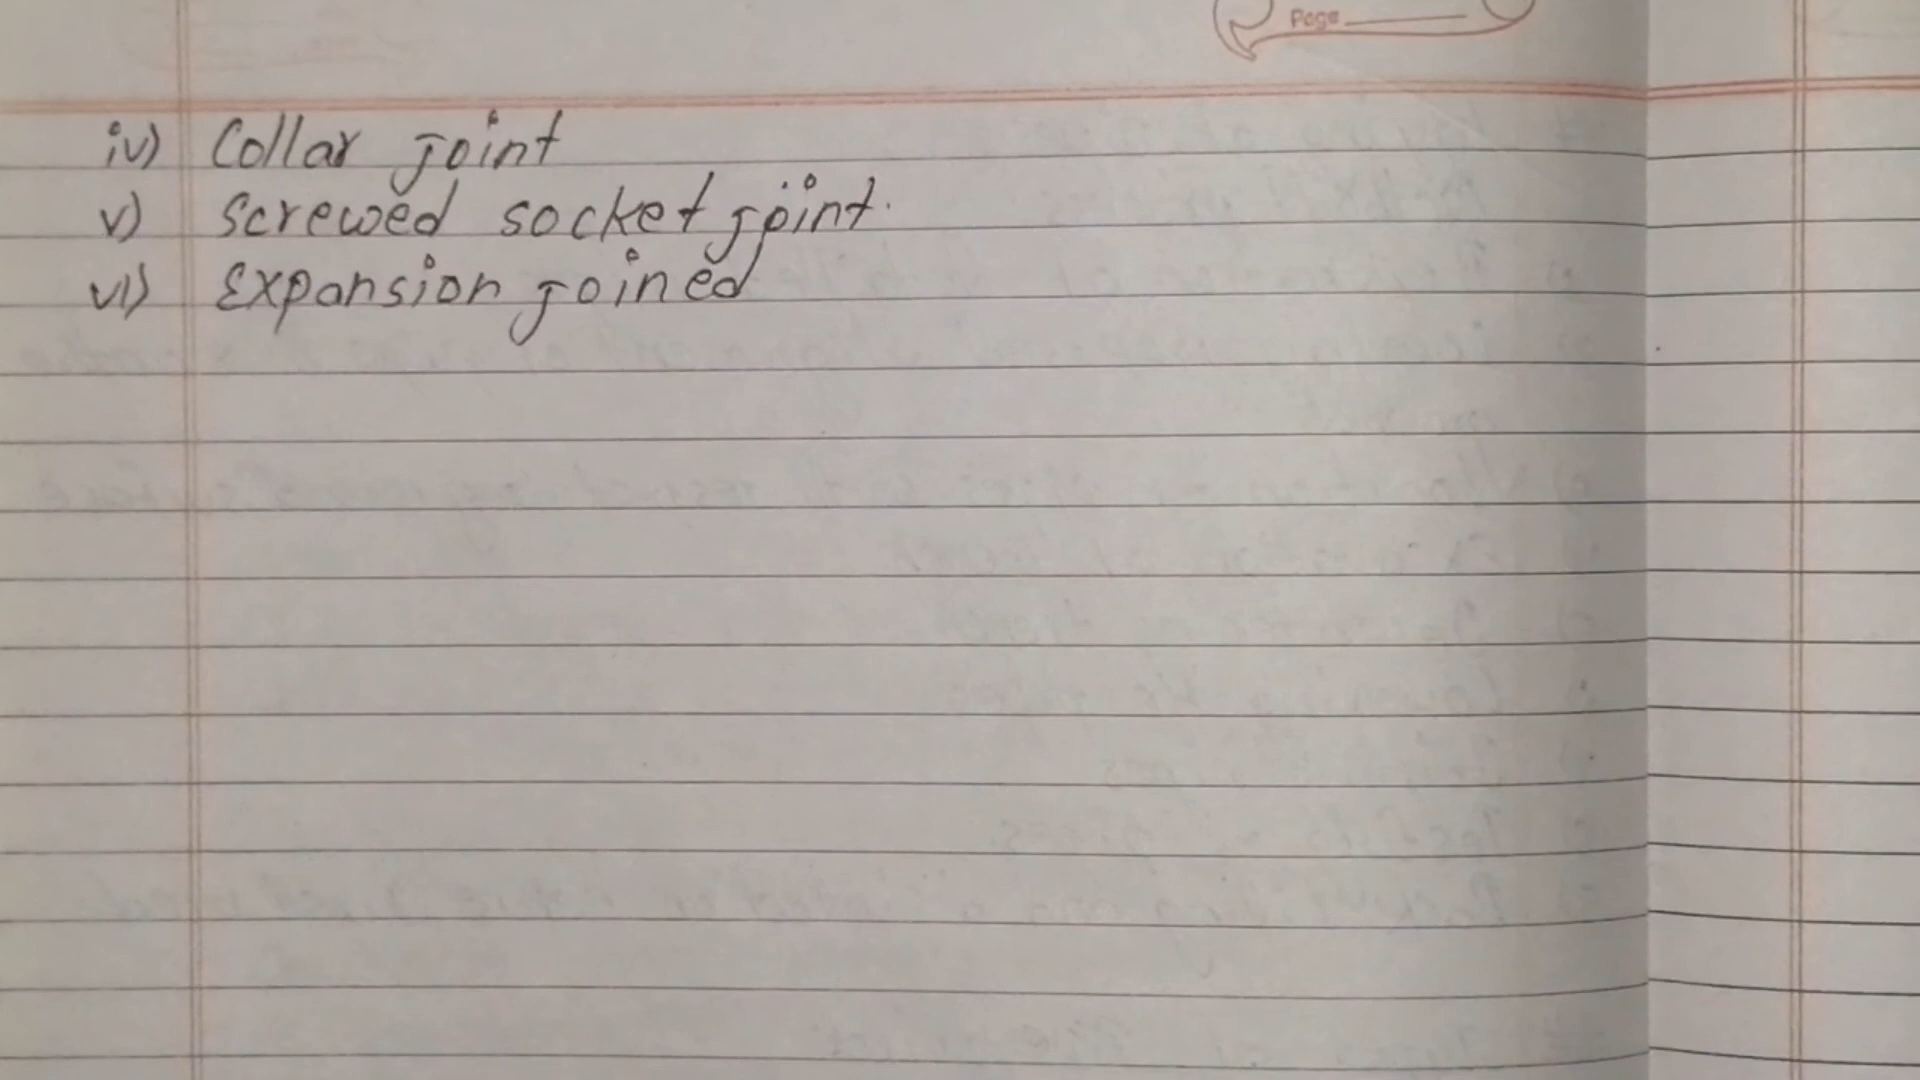 Page
iv) Collar joint
v) Screwed socket joint.
vi) Expansion joined